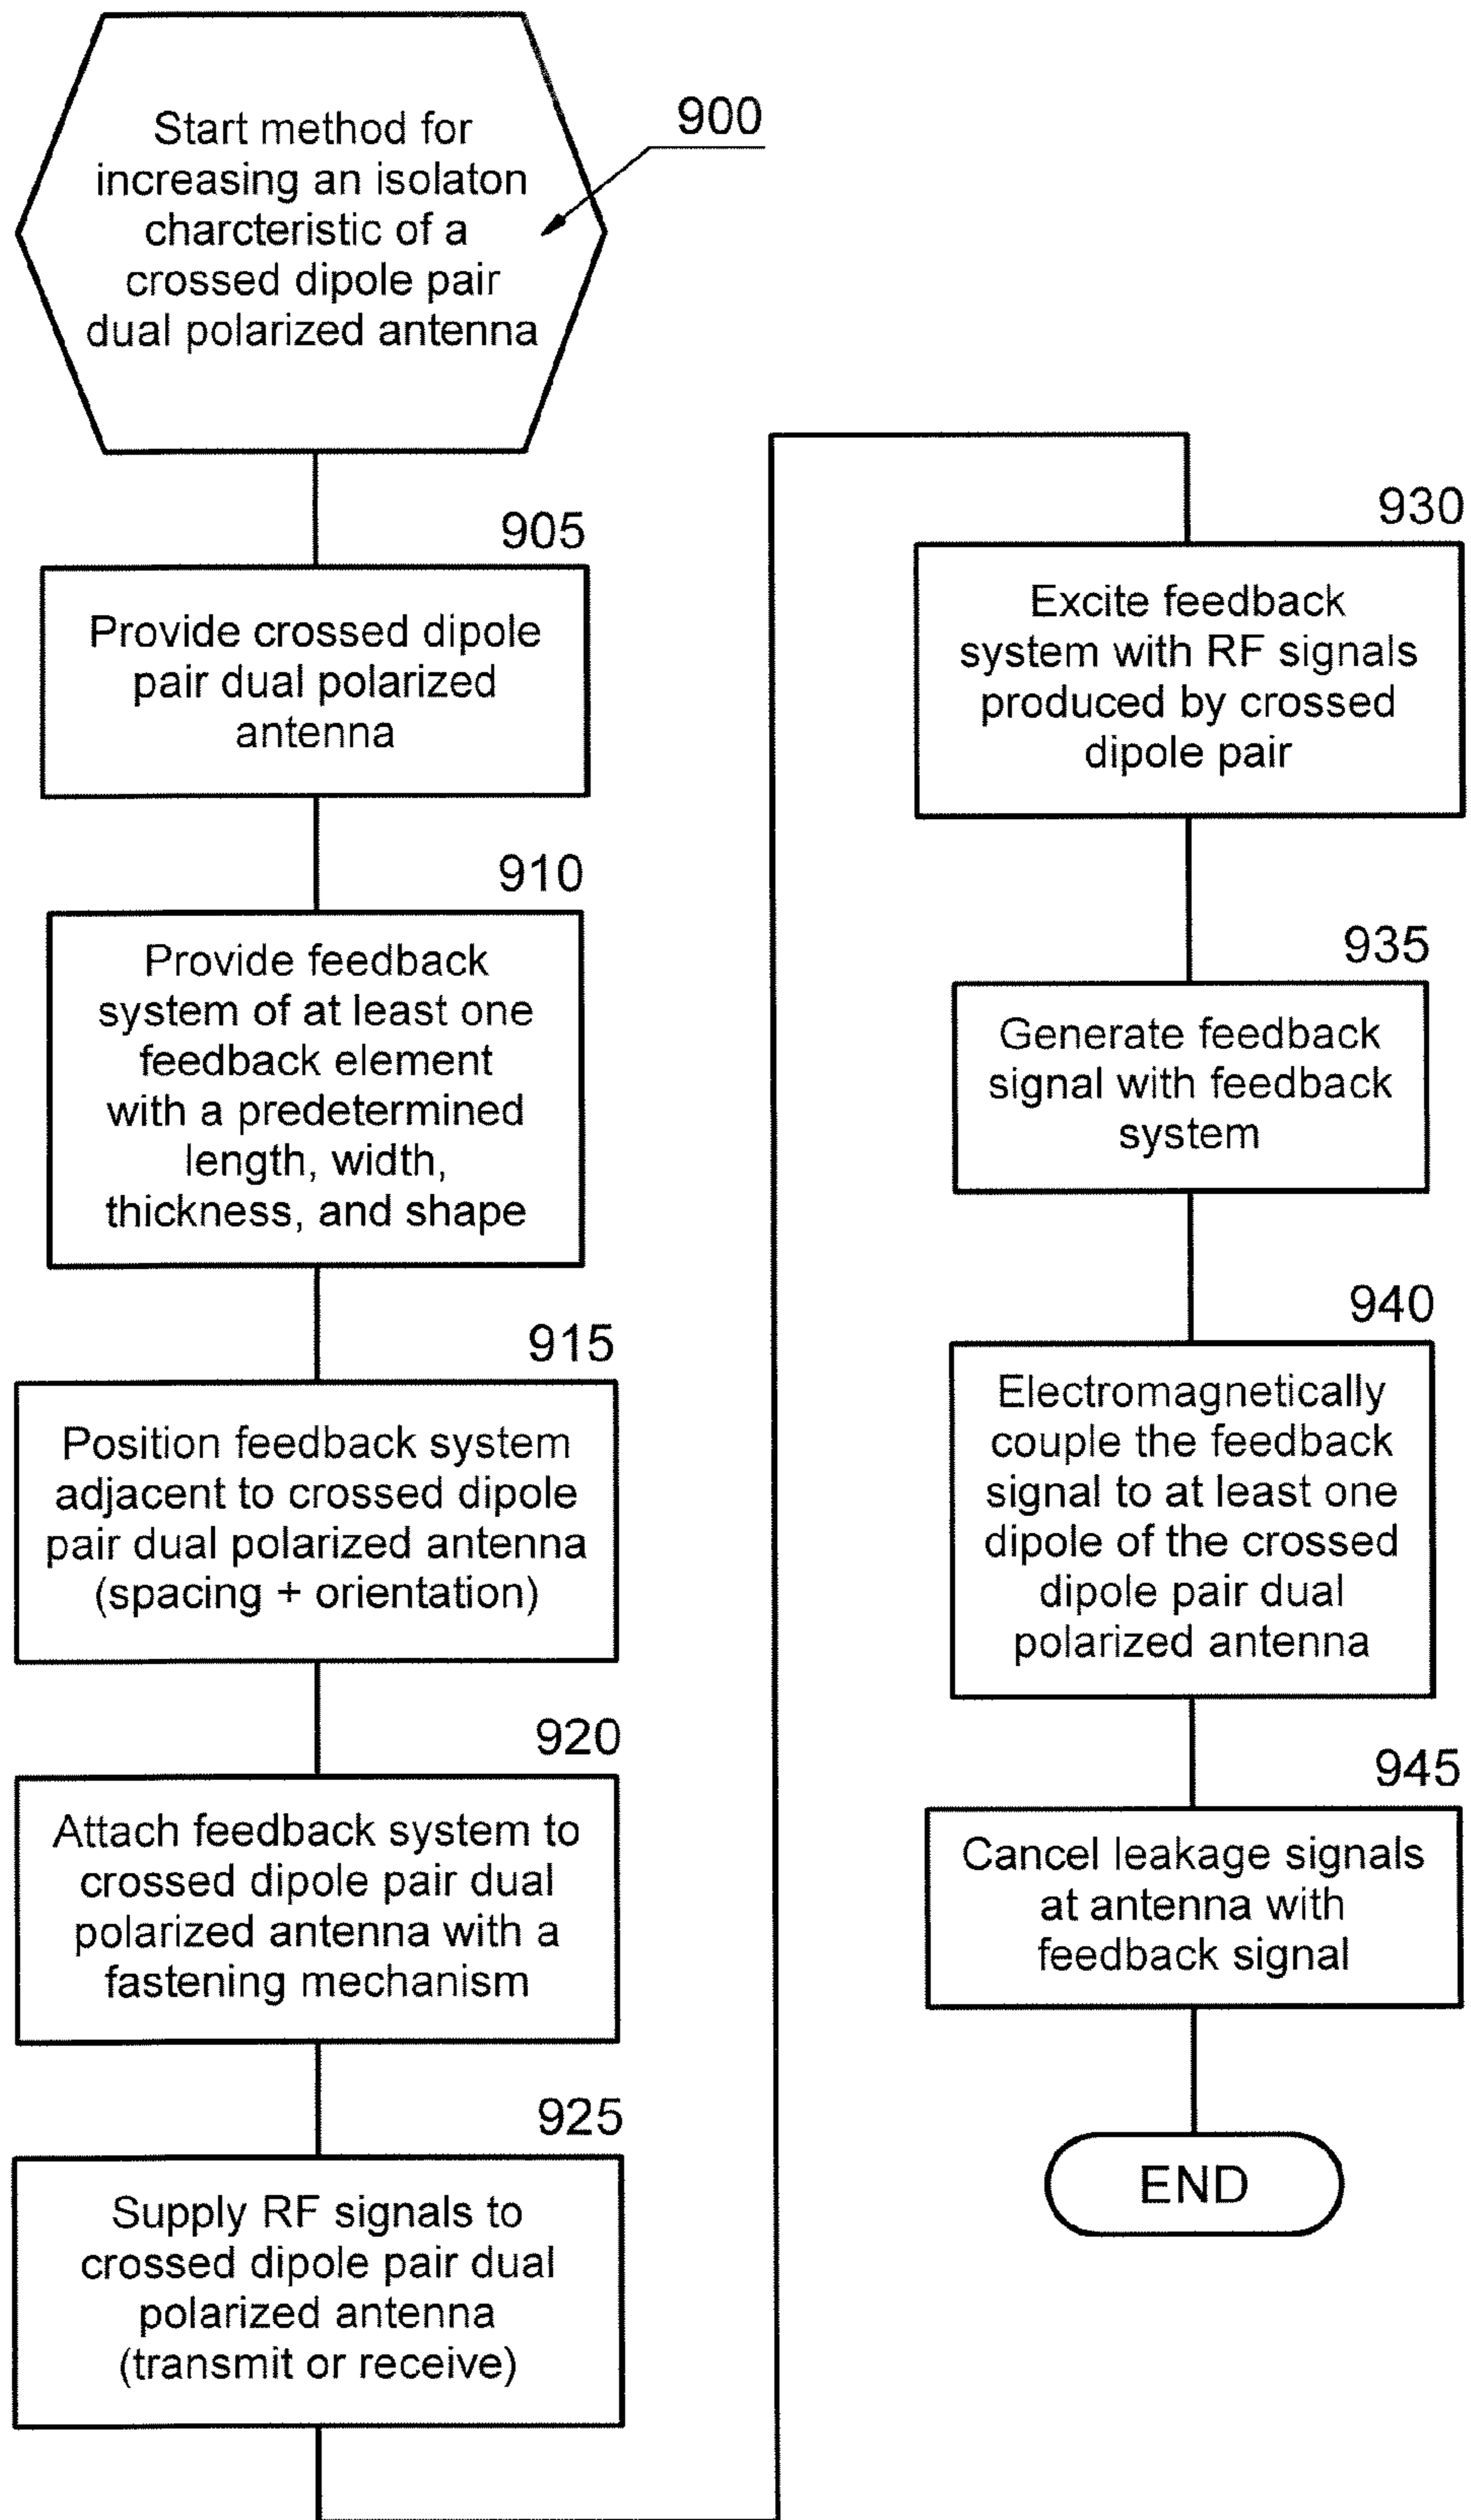 Start method for
increasing an isolaton
charcteristic of a
crossed dipole pair
dual polarized antenna
900
905
Provide crossed dipole
pair dual polarized
antenna
910
Provide feedback
system of at least one
feedback element
with a predetermined
length, width,
thickness, and shape
915
Position feedback system
adjacent to crossed dipole
pair dual polarized antenna
(spacing + orientation)
920
Attach feedback system to
crossed dipole pair dual
polarized antenna with a
fastening mechanism
925
Supply RF signals to
crossed dipole pair dual
polarized antenna
(transmit or receive)
930
Excite feedback
system with RF signals
produced by crossed
dipole pair
935
Generate feedback
signal with feedback
system
940
Electromagnetically
couple the feedback
signal to at least one
dipole of the crossed
dipole pair dual
polarized antenna
945
Cancel leakage signals
at antenna with
feedback signal
END